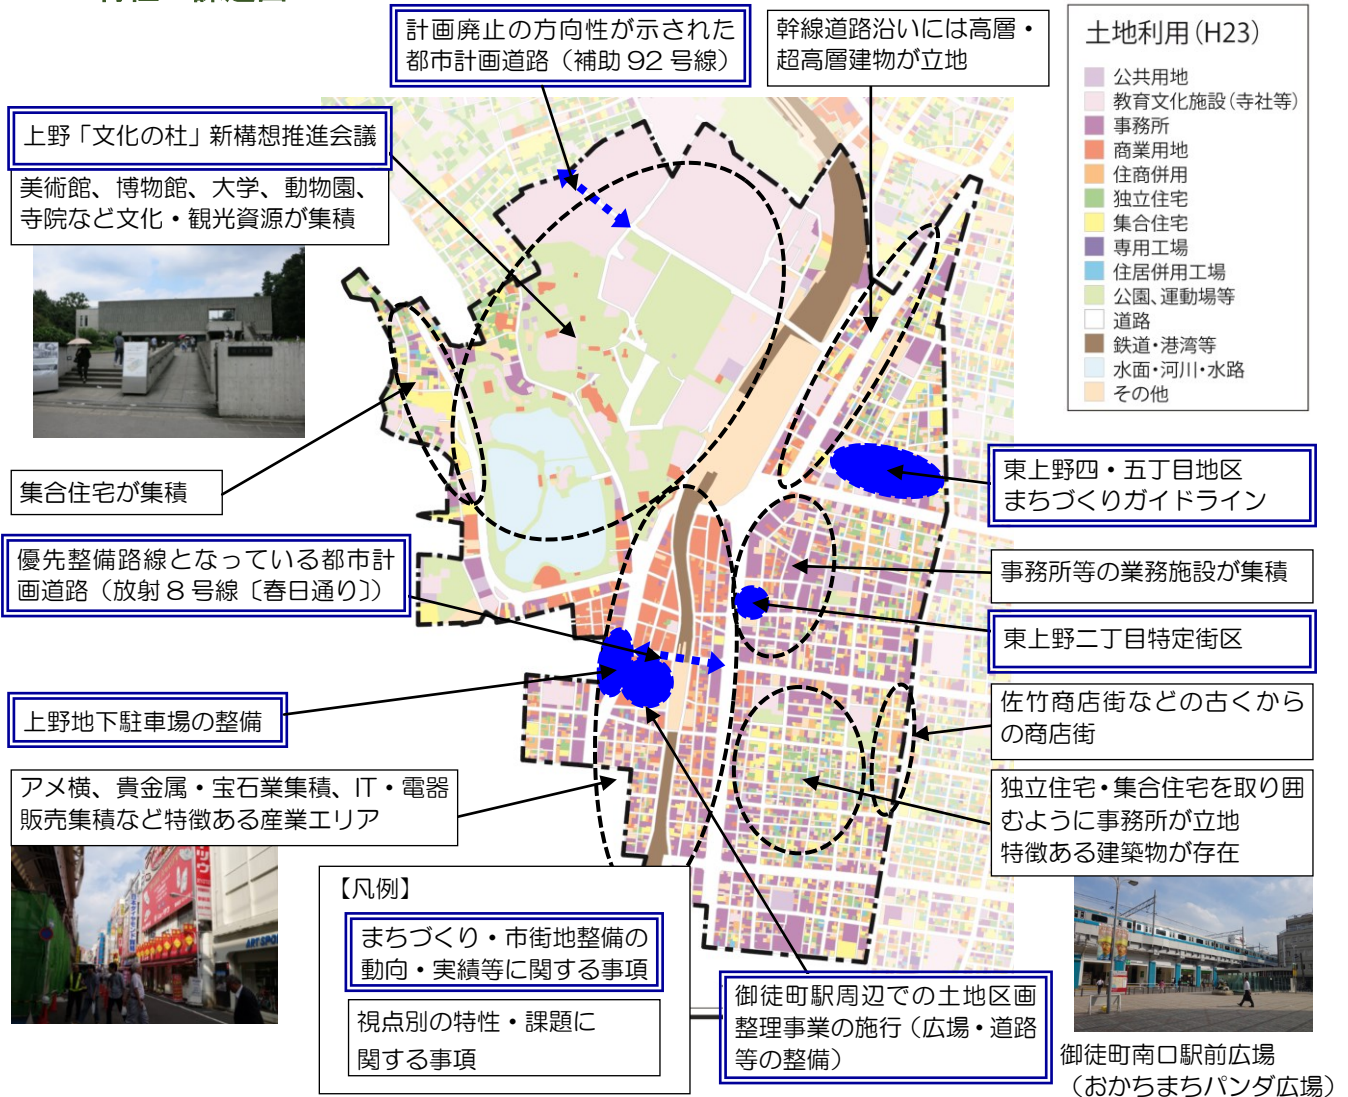 計画廃止の方向性が示された
都市計画道路（補助 92 号線）
幹線道路沿いには高層・
超高層建物が立地
土地利用（H23）
公共用地
教育文化施設（寺社等）
事務所
商業用地
住商併用
独立住宅
集合住宅
専用工場
住居併用工場
公園、運動場等
道路
鉄道・港湾等
水面・河川・水路
その他
上野「文化の杜」新構想推進会議
美術館、博物館、大学、動物園、
寺院など文化・観光資源が集積
集合住宅が集積
優先整備路線となっている都市計
画道路（放射 8 号線〔春日通り〕）
上野地下駐車場の整備
アメ横、貴金属・宝石業集積、IT・電器
販売集積など特徴ある産業エリア
東上野四・五丁目地区
まちづくりガイドライン
事務所等の業務施設が集積
東上野二丁目特定街区
佐竹商店街などの古くから
の商店街
独立住宅・集合住宅を取り囲
むように事務所が立地
特徴ある建築物が存在
【凡例】
まちづくり・市街地整備の
動向・実績等に関する事項
視点別の特性・課題に
関する事項
御徒町駅周辺での土地区画
整理事業の施行（広場・道路
等の整備）
御徒町南口駅前広場
（おかちまちパンダ広場）
ART SPO